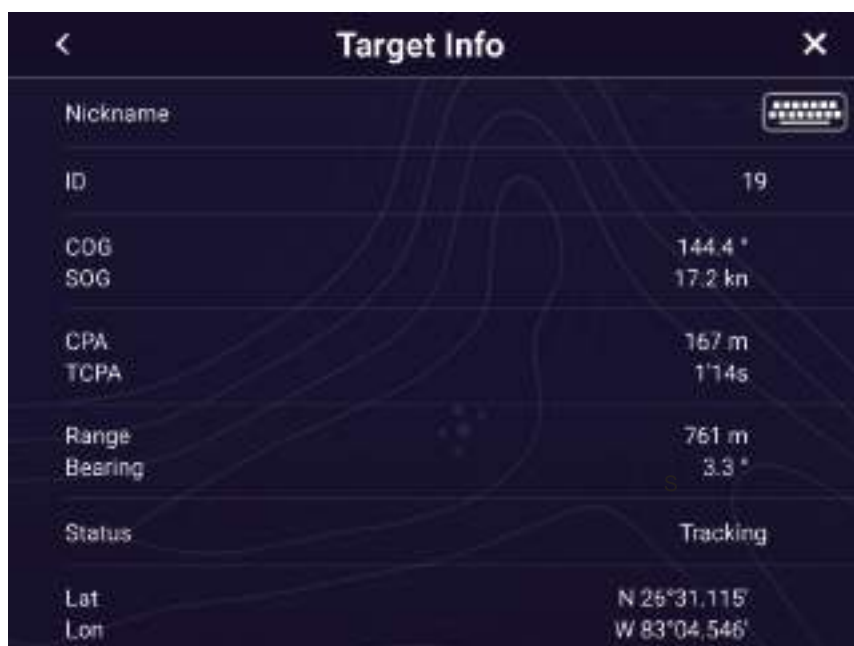 Target Info
Nickname
ID 19
COG 144.4 °
SOG 17.2 kn
CPA 167 m
TCPA 1'14s
Range 761 m
Bearing 3.3 °
S
Status Tracking
Lat N 26°31.115'
Lon W 83°04.546'